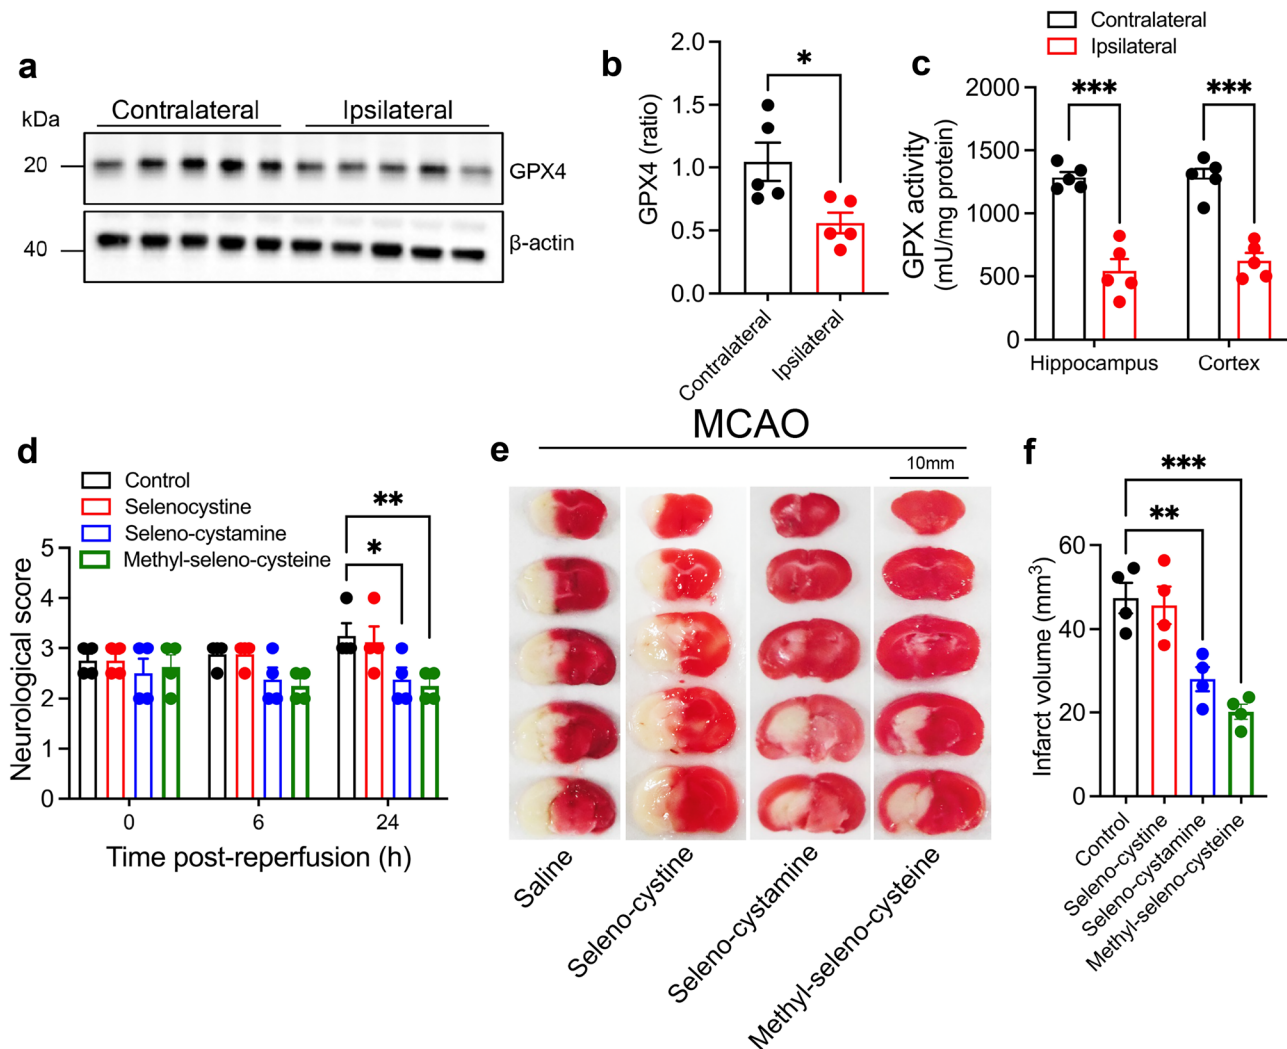 a
kDa
Contralateral
Ipsilateral
20
GPX4
40
β-actin
b
GPX4 (ratio)
2.0
1.5
1.0
0.5
0.0
*
Contralateral
Ipsilateral
c
Contralateral
Ipsilateral
GPX activity
(mU/mg protein)
2000
1500
1000
500
0
***
***
Hippocampus
Cortex
d
Control
Selenocystine
Seleno-cystamine
Methyl-seleno-cysteine
**
*
Neurological score
5
4
3
2
1
0
0
6
24
Time post-reperfusion (h)
MCAO
e
10mm
Saline
Seleno-cystine
Seleno-cystamine
Methyl-seleno-cysteine
f
***
**
Infarct volume (mm³)
60
40
20
0
Control
Seleno-cystine
Seleno-cystamine
Methyl-seleno-cysteine